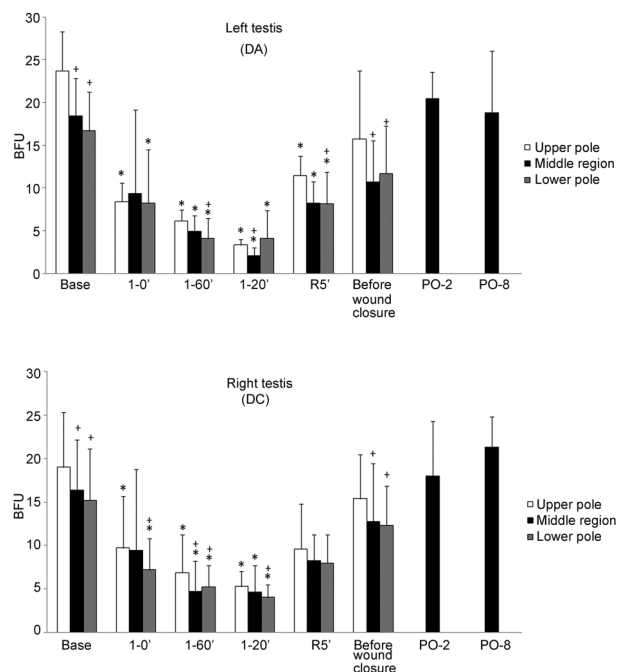 Left testis
(DA)
30
25
20
15
10
5
0
BFU
+ +
* *
* * + *
* + * *
* * + *
+ +
Upper pole
Middle region
Lower pole
Base 1-0' 1-60' 1-20' R5' Before wound closure PO-2 PO-8
Right testis
(DC)
30
25
20
15
10
5
0
BFU
+ +
* + *
* + * + *
* * + *
+ +
Upper pole
Middle region
Lower pole
Base 1-0' 1-60' 1-20' R5' Before wound closure PO-2 PO-8